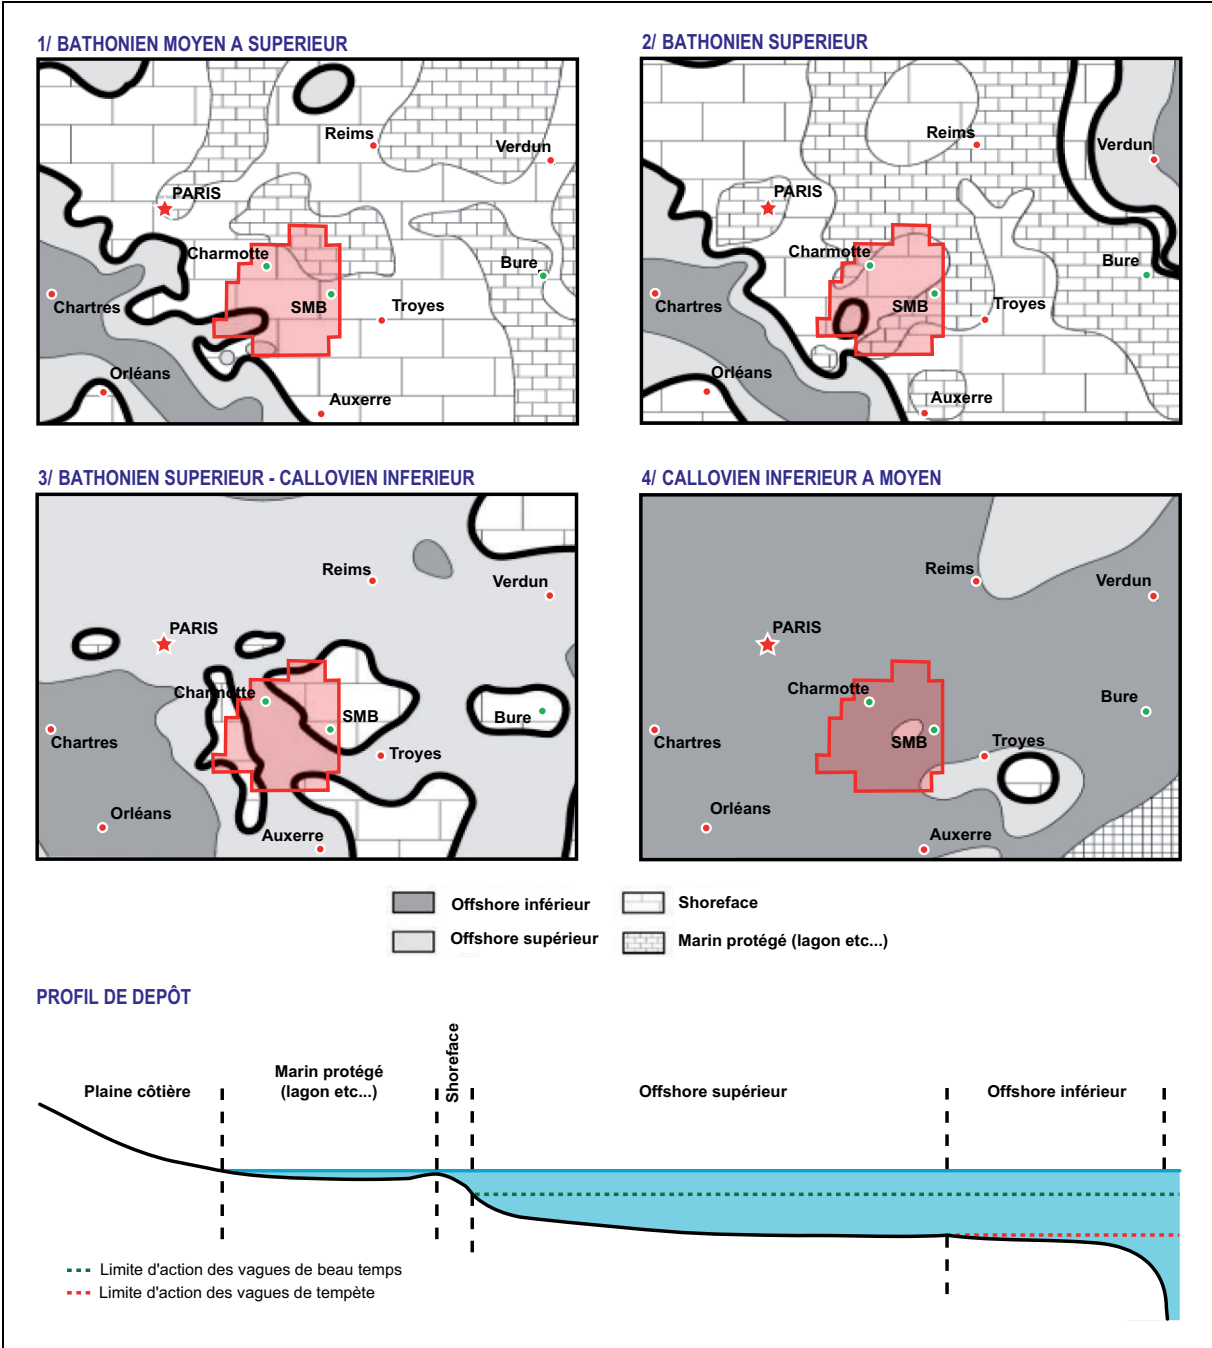 1/ BATHONIEN MOYEN A SUPERIEUR
Reims
Verdun
PARIS
Charmotte
Bure
Chartres
SMB
Troyes
Orléans
Auxerre
2/ BATHONIEN SUPERIEUR
Reims
Verdun
PARIS
Charmotte
Bure
Chartres
SMB
Troyes
Orléans
Auxerre
3/ BATHONIEN SUPERIEUR - CALLOVIEN INFERIEUR
Reims
Verdun
PARIS
Charmotte
SMB
Bure
Chartres
Troyes
Orléans
Auxerre
4/ CALLOVIEN INFERIEUR A MOYEN
Reims
Verdun
PARIS
Charmotte
Bure
Chartres
SMB
Troyes
Orléans
Auxerre
Offshore inférieur
Shoreface
Offshore supérieur
Marin protégé (lagon etc...)
PROFIL DE DEPÔT
Plaine côtière
Marin protégé
(lagon etc...)
Shoreface
Offshore supérieur
Offshore inférieur
Limite d'action des vagues de beau temps
Limite d'action des vagues de tempète